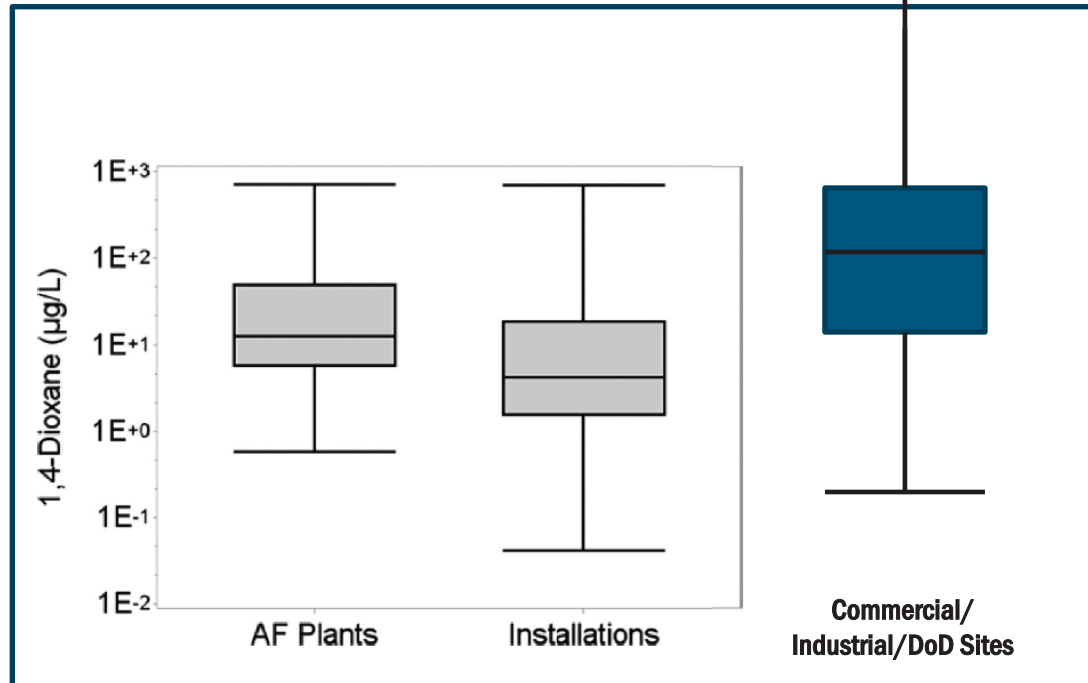 1,4-Dioxane (µg/L)
1E+3
1E+2
1E+1
1E+0
1E-1
1E-2
AF Plants
Installations
Commercial/
Industrial/DoD Sites